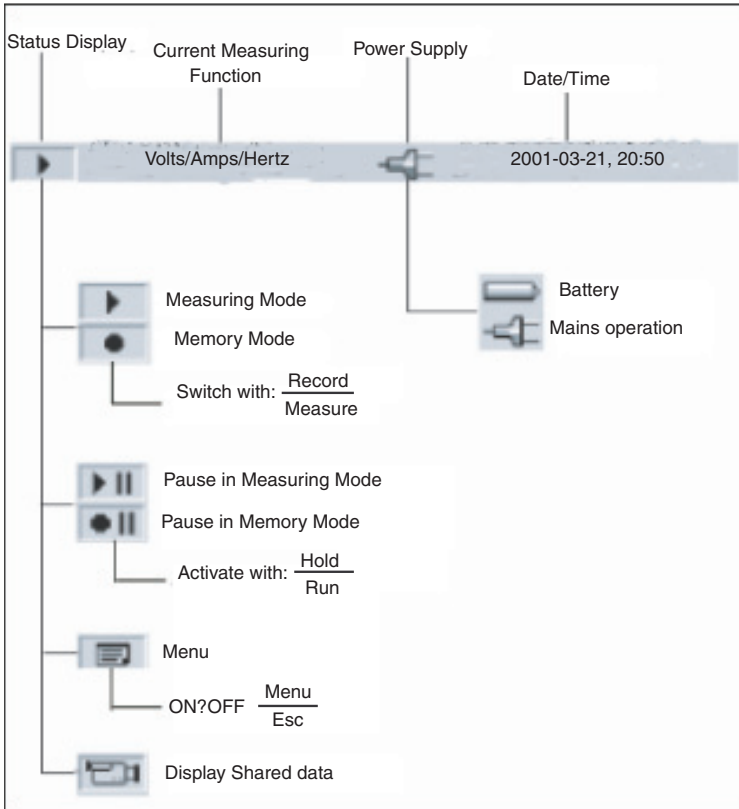 Status Display
Current Measuring
Function
Power Supply
Date/Time
Volts/Amps/Hertz
2001-03-21, 20:50
Measuring Mode
Memory Mode
Switch with: Record
Measure
Battery
Mains operation
Pause in Measuring Mode
Pause in Memory Mode
Activate with: Hold
Run
Menu
ON?OFF Menu
Esc
Display Shared data